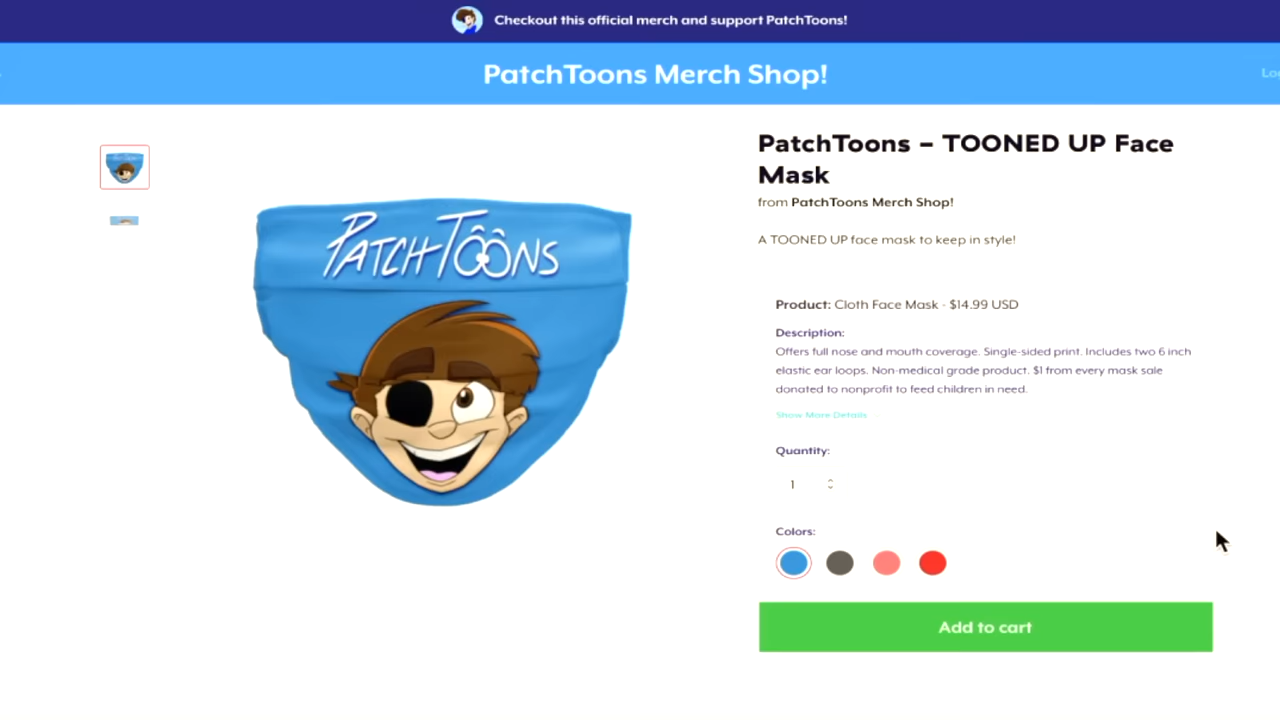 Checkout this official merch and support PatchToons!
PatchToons Merch Shop!
PatchToons – TOONED UP Face
Mask
from PatchToons Merch Shop!
A TOONED UP face mask to keep in style!
PATCHTOONS
Product: Cloth Face Mask · $14.99 USD
Description:
Offers full nose and mouth coverage. Single-sided print. Includes two 6 inch
elastic ear loops. Non-medical grade product. $1 from every mask sale
donated to nonprofit to feed children in need.
Show More Details
Quantity:
1
Colors:
Add to cart